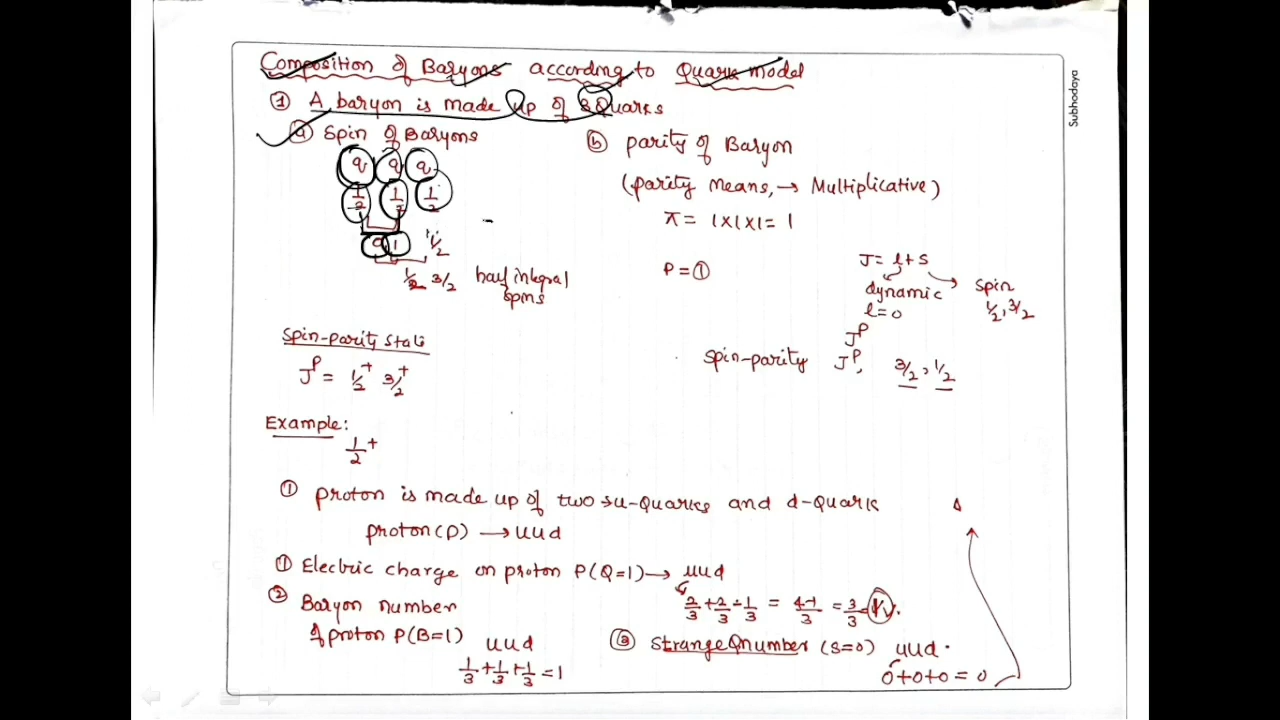 Composition of Baryons according to Quark model
① A baryon is made up of 3 Quarks
ⓐ Spin of Baryons
q q q
1/2 1/2 1/2
0 1 1/2
1/2 3/2 half integral spins
ⓑ parity of Baryon
(parity Means, → Multiplicative)
π = 1×1×1 = 1
P = ①
J = l + s
dynamic
l = 0
spin
1/2, 3/2
J^P
Spin-parity J^P, 3/2, 1/2
Spin-parity State
J^P = 1/2+ 3/2+
Example:
1/2+
① proton is made up of two u-Quarks and d-Quark
proton(p) → uud
① Electric charge on proton P(Q=1) → uud
2/3 + 2/3 - 1/3 = 4-1/3 = 3/3 = 1
② Baryon number
of proton P(B=1) uud
1/3 + 1/3 + 1/3 = 1
③ Strange Qnumber (S=0) uud
0+0+0 = 0
Subhodaya